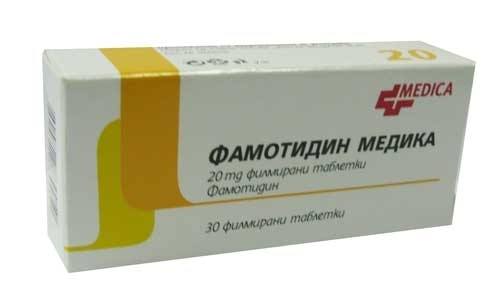 20
MEDICA
ФАМОТИДИН МЕДИКА
20 mg филмирани таблетки
Фамотидин
30 филмирани таблетки